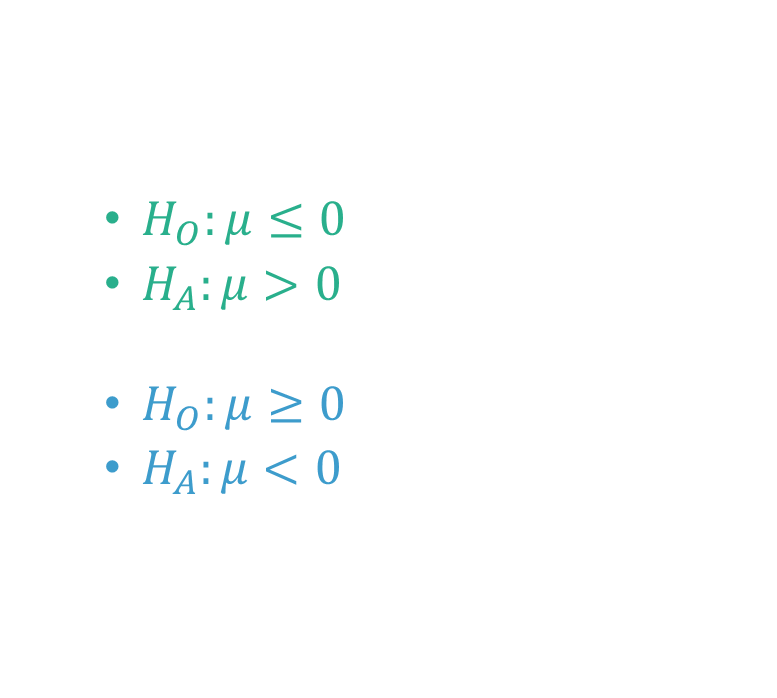 • H_O: μ ≤ 0
• H_A: μ > 0
• H_O: μ ≥ 0
• H_A: μ < 0